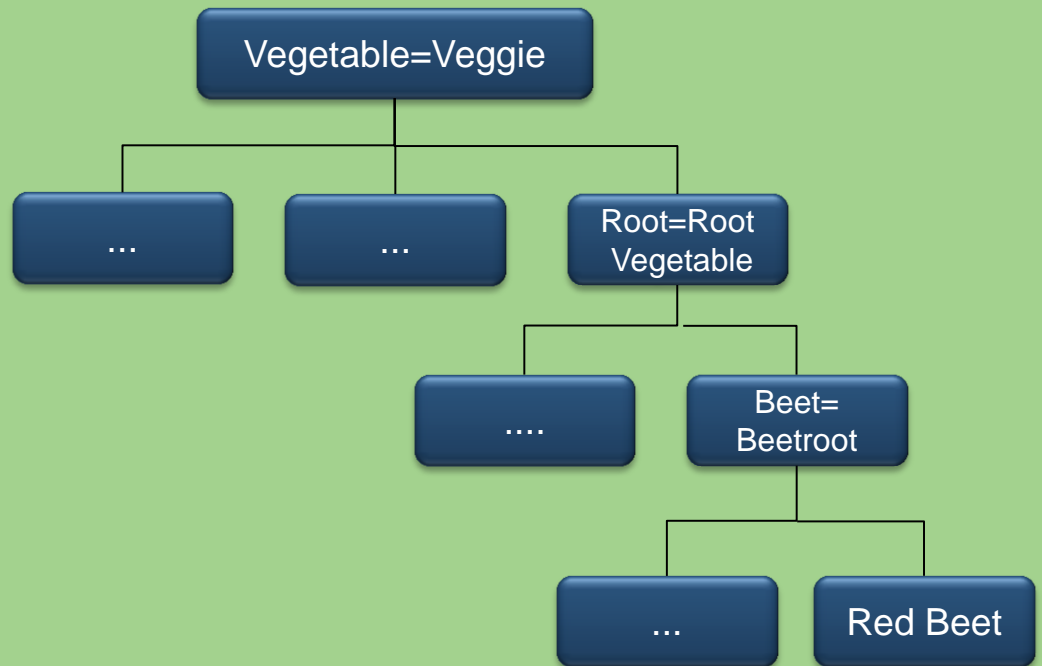 Vegetable=Veggie
...
...
Root=Root
Vegetable
....
Beet=
Beetroot
...
Red Beet